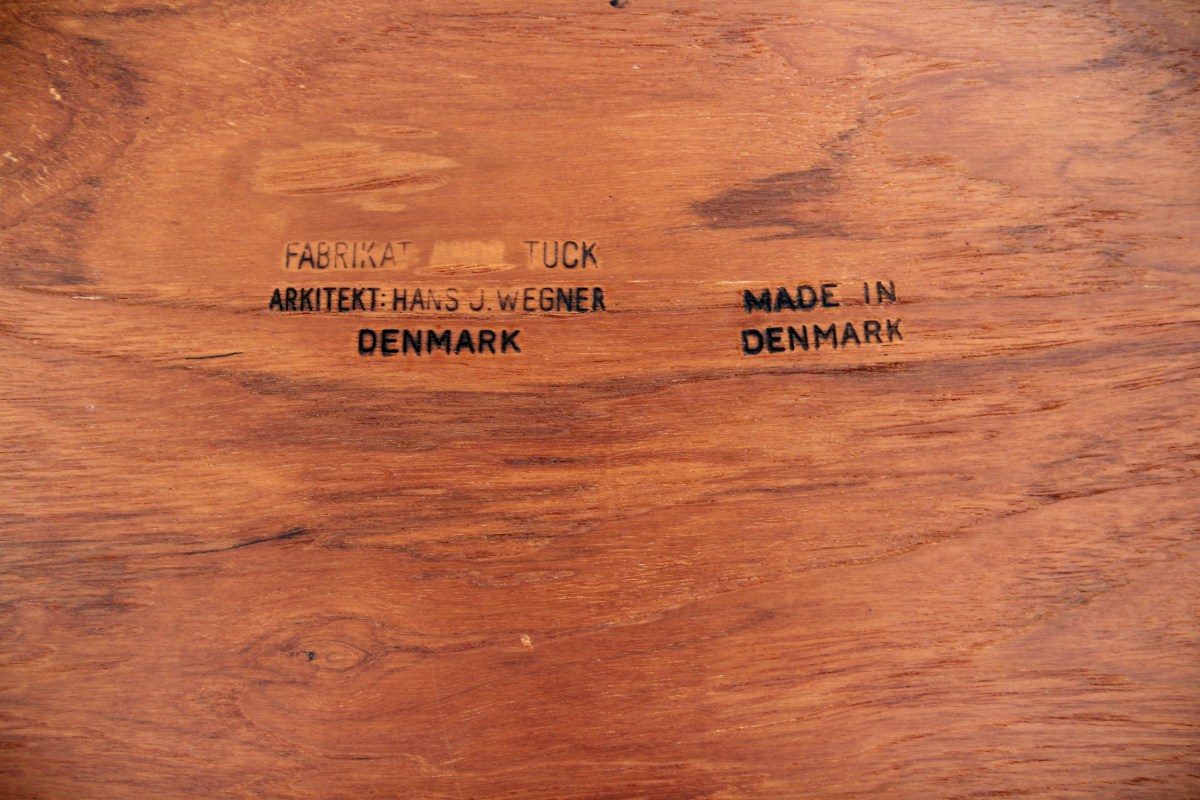 FABRIKAT TUCK
ARKITEKT: HANS J. WEGNER
DENMARK
MADE IN
DENMARK